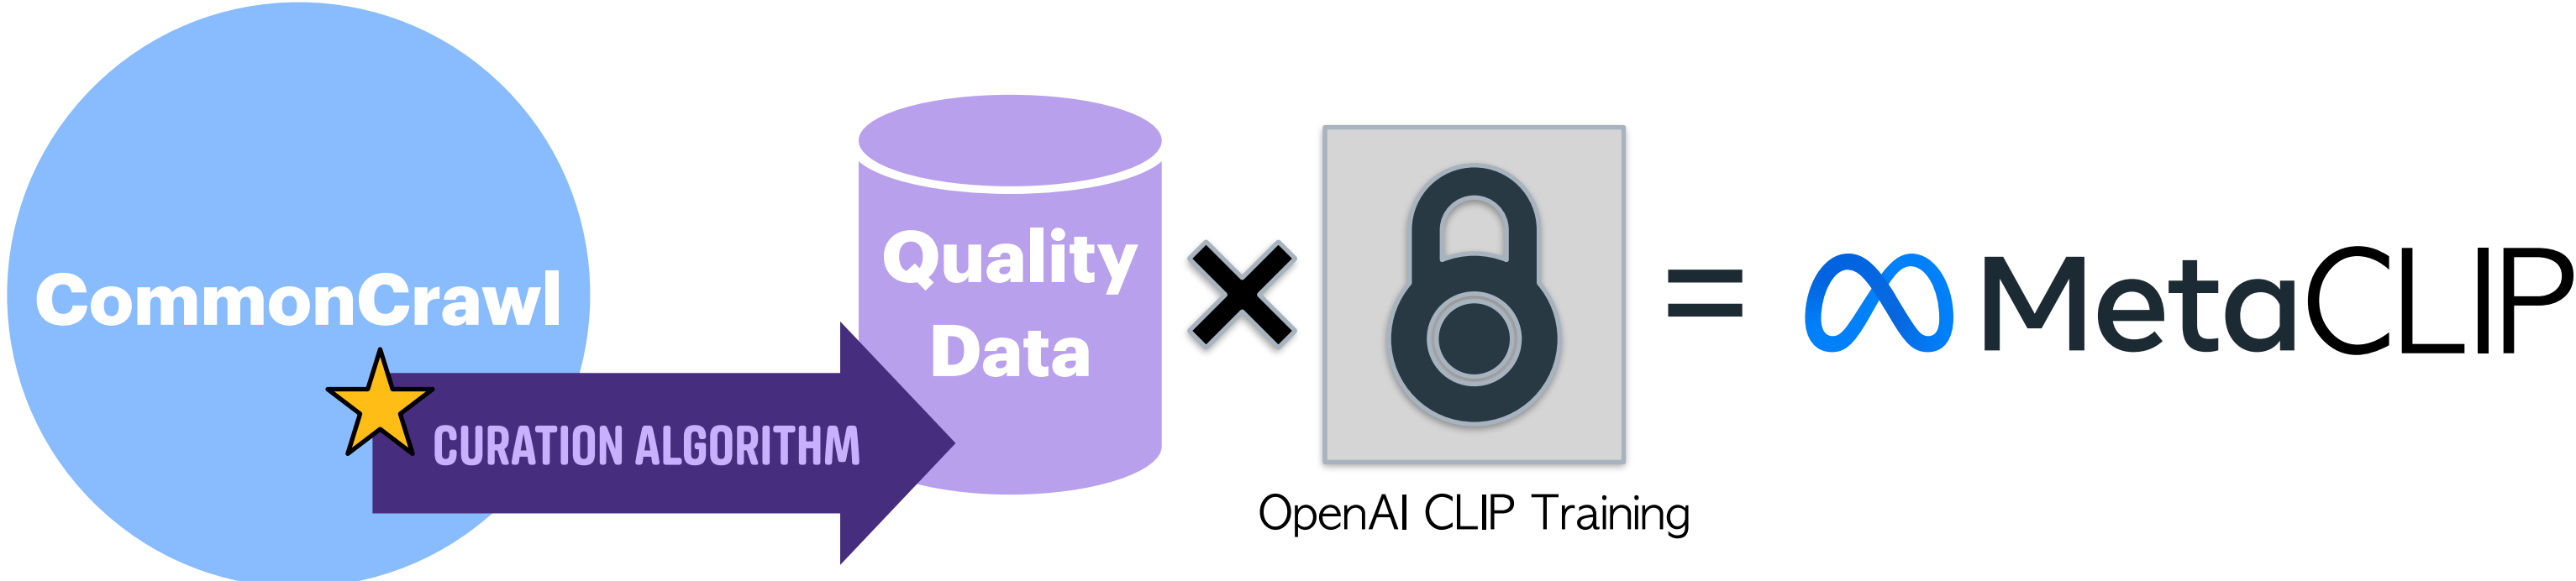 CommonCrawl
CURATION ALGORITHM
Quality
Data
OpenAI CLIP Training
=
MetaCLIP